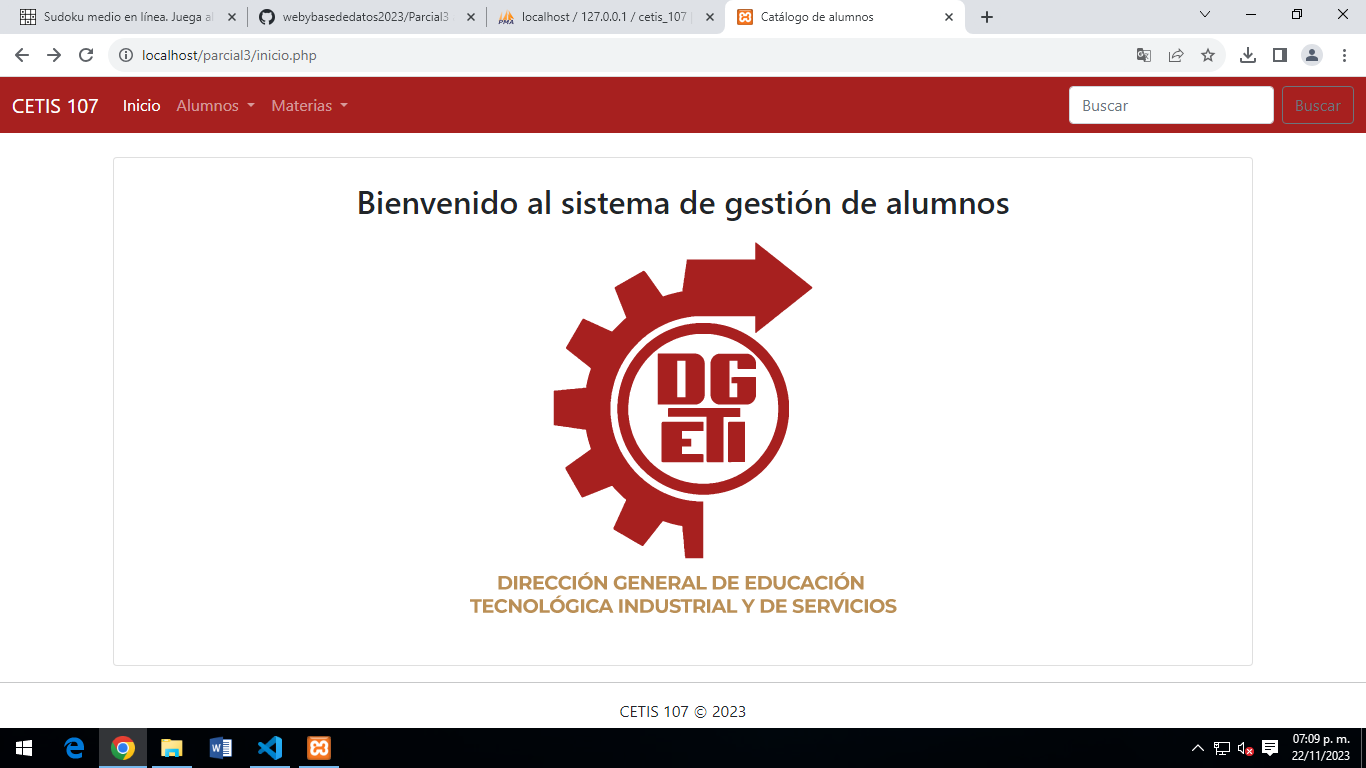 Sudoku medio en línea. Juega al
webybasededatos2023/Parcial3
localhost / 127.0.0.1 / cetis_107
Catálogo de alumnos
localhost/parcial3/inicio.php
CETIS 107 Inicio Alumnos Materias Buscar Buscar
Bienvenido al sistema de gestión de alumnos
DG
ETI
DIRECCIÓN GENERAL DE EDUCACIÓN
TECNOLÓGICA INDUSTRIAL Y DE SERVICIOS
CETIS 107 © 2023
07:09 p. m.
22/11/2023